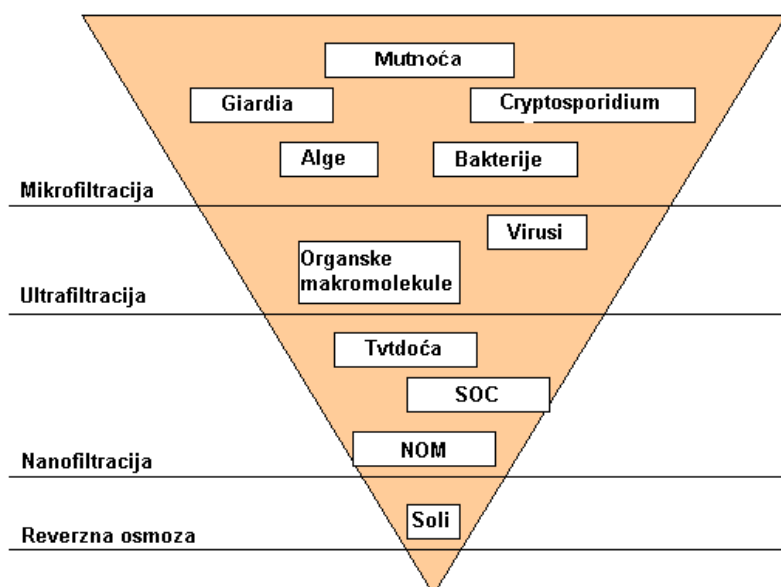 Mutnoća
Giardia
Cryptosporidium
Alge
Bakterije
Mikrofiltracija
Virusi
Organske
makromolekule
Ultrafiltracija
Tvtdoća
SOC
NOM
Nanofiltracija
Soli
Reverzna osmoza